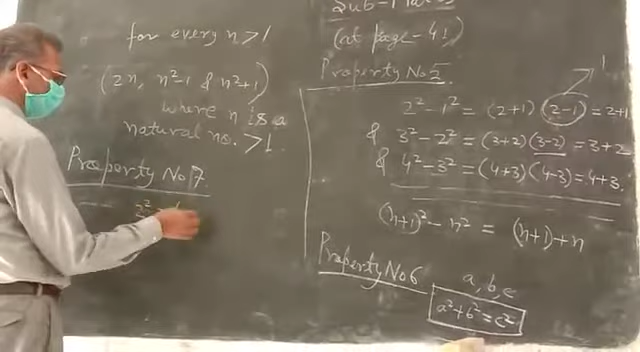 for every n > 1
(2n, n²-1 & n²+1)
where n is a
natural no. > 1.
Property No 7.
2²
(at page - 41)
Property No 5.
1
2² - 1² = (2+1) (2-1) = 2+1
& 3² - 2² = (3+2) (3-2) = 3+2
& 4² - 3² = (4+3) (4-3) = 4+3.
(n+1)² - n² = (n+1) + n
Property No 6
a, b, c
a² + b² = c²